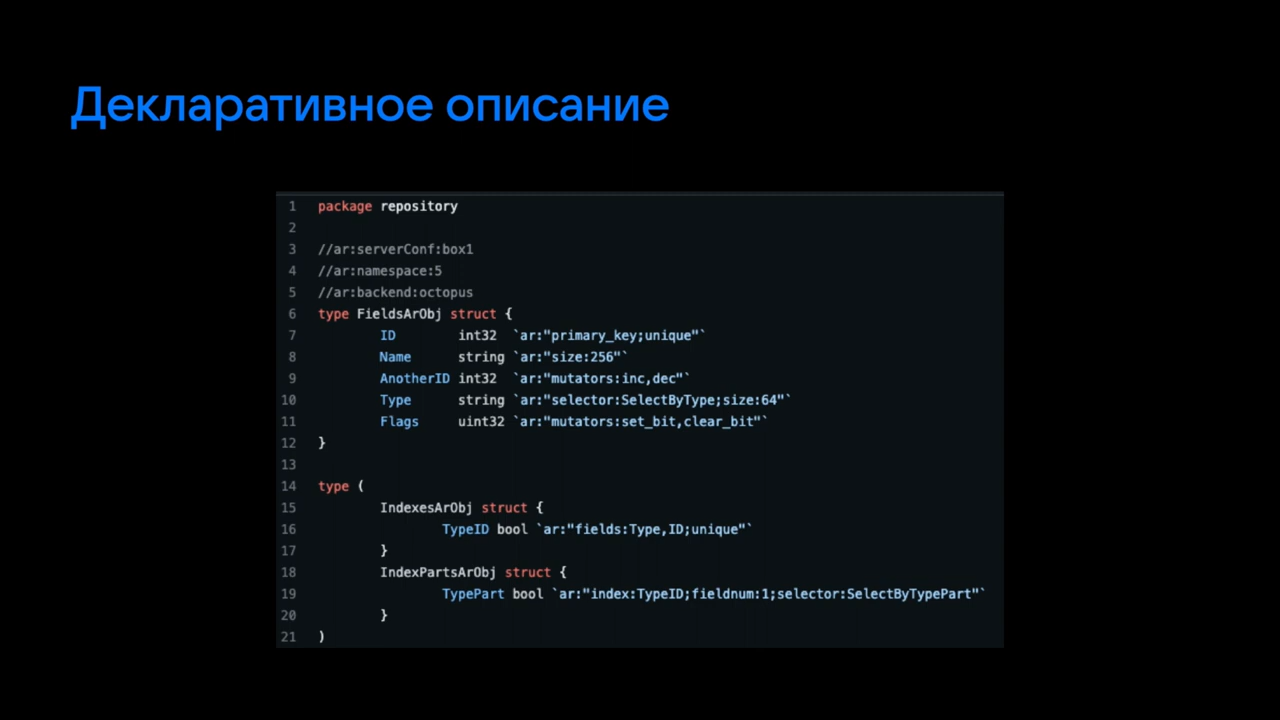 Декларативное описание
1 package repository
2
3 //ar:serverConf:box1
4 //ar:namespace:5
5 //ar:backend:octopus
6 type FieldsArObj struct {
7 ID int32 `ar:"primary_key;unique"`
8 Name string `ar:"size:256"`
9 AnotherID int32 `ar:"mutators:inc,dec"`
10 Type string `ar:"selector:SelectByType;size:64"`
11 Flags uint32 `ar:"mutators:set_bit,clear_bit"`
12 }
13
14 type (
15 IndexesArObj struct {
16 TypeID bool `ar:"fields:Type,ID;unique"`
17 }
18 IndexPartsArObj struct {
19 TypePart bool `ar:"index:TypeID;fieldnum:1;selector:SelectByTypePart"`
20 }
21 )